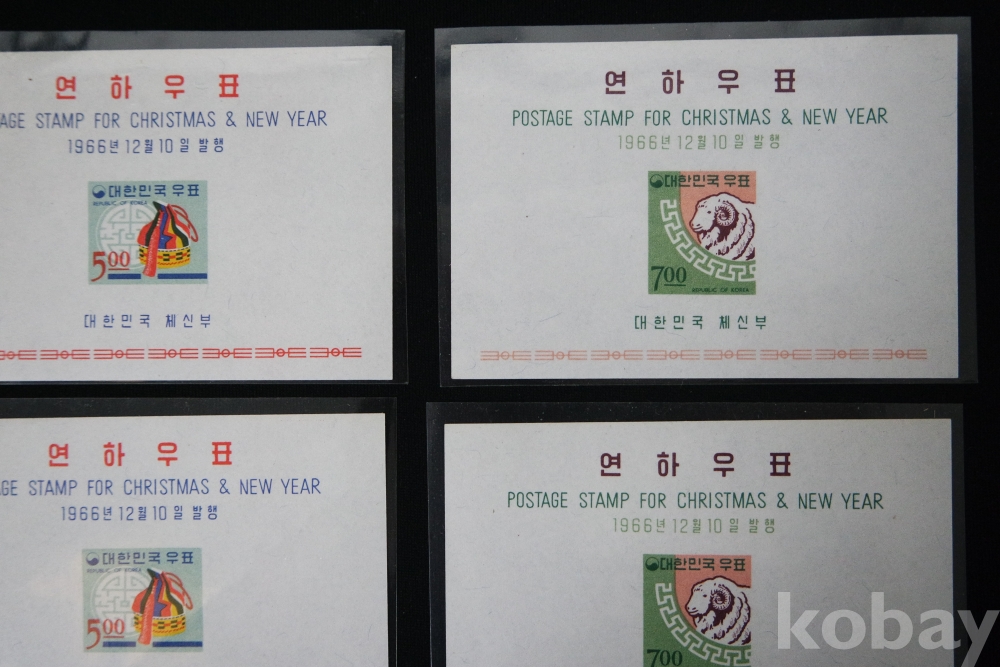 연하우표
AGE STAMP FOR CHRISTMAS & NEW YEAR
1966년 12월 10일 발행
대한민국우표
REPUBLIC OF KOREA
5.00
대한민국 체신부
연하우표
POSTAGE STAMP FOR CHRISTMAS & NEW YEAR
1966년 12월 10일 발행
대한민국우표
7.00
REPUBLIC OF KOREA
대한민국 체신부
연하우표
GE STAMP FOR CHRISTMAS & NEW YEAR
1966년 12월 10일 발행
대한민국우표
REPUBLIC OF KOREA
5.00
연하우표
POSTAGE STAMP FOR CHRISTMAS & NEW YEAR
1966년 12월 10일 발행
대한민국우표
7.00
kobay